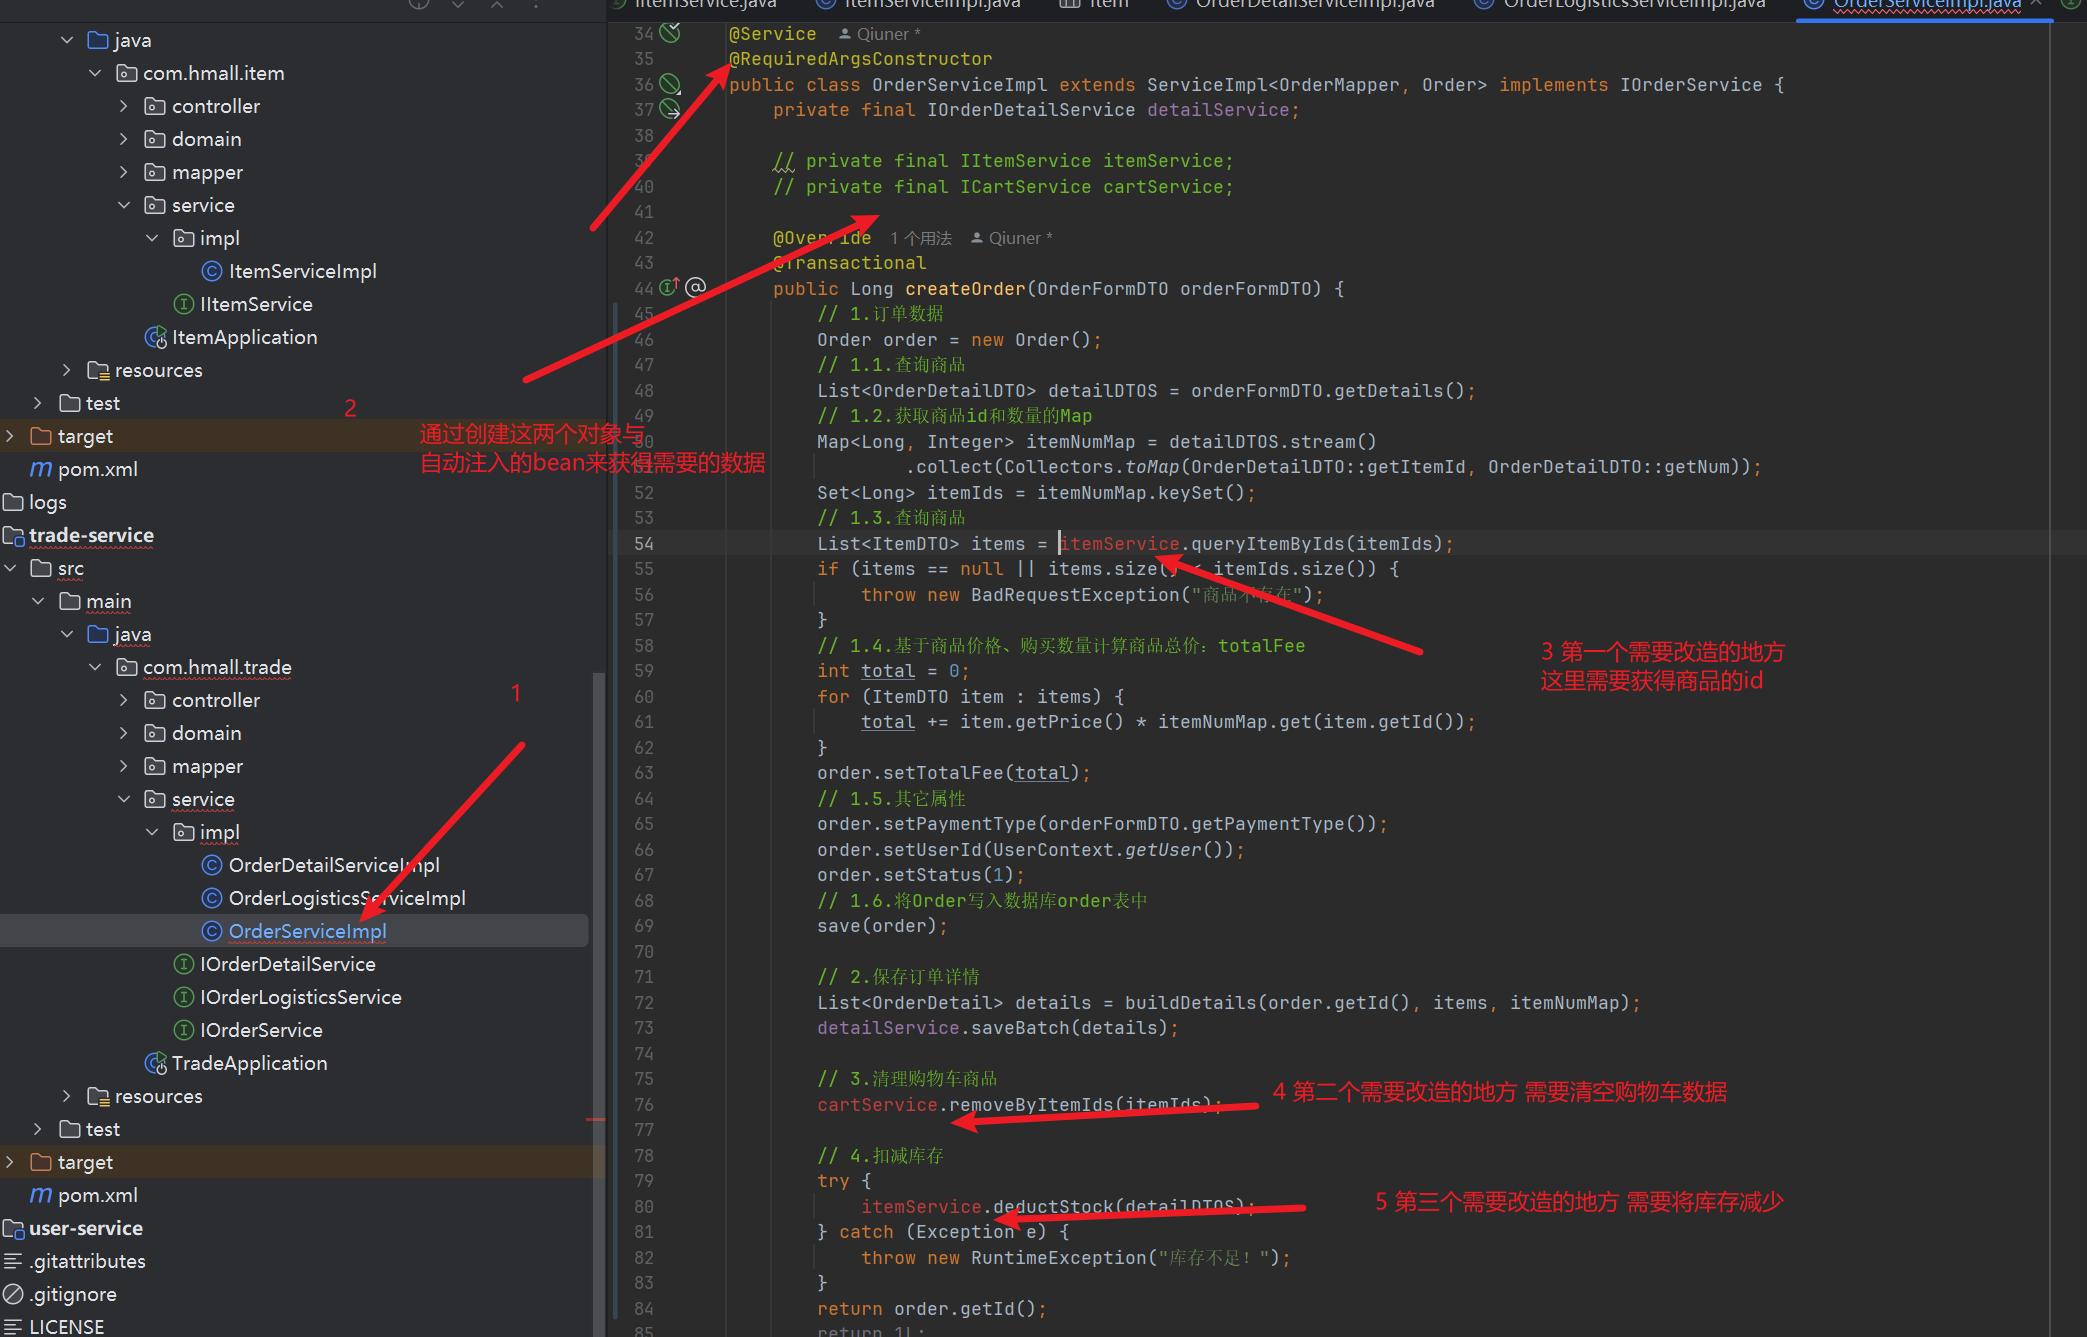 IItemService.java
ItemServiceImpl.java
item
OrderDetailServiceImpl.java
OrderLogisticsServiceImpl.java
OrderServiceImpl.java
java
com.hmall.item
controller
domain
mapper
service
impl
ItemServiceImpl
IItemService
ItemApplication
resources
test
target
pom.xml
logs
trade-service
src
main
java
com.hmall.trade
controller
domain
mapper
service
impl
OrderDetailServiceImpl
OrderLogisticsServiceImpl
OrderServiceImpl
IOrderDetailService
IOrderLogisticsService
IOrderService
TradeApplication
resources
test
target
pom.xml
user-service
.gitattributes
.gitignore
LICENSE
1
2
通过创建这两个对象与
自动注入的bean来获得需要的数据
34 @Service Qiuner *
35 @RequiredArgsConstructor
36 public class OrderServiceImpl extends ServiceImpl<OrderMapper, Order> implements IOrderService {
37 private final IOrderDetailService detailService;
38
39 // private final IItemService itemService;
40 // private final ICartService cartService;
41
42 @Override 1 个用法 Qiuner *
43 @Transactional
44 public Long createOrder(OrderFormDTO orderFormDTO) {
45 // 1.订单数据
46 Order order = new Order();
47 // 1.1.查询商品
48 List<OrderDetailDTO> detailDTOS = orderFormDTO.getDetails();
49 // 1.2.获取商品id和数量的Map
50 Map<Long, Integer> itemNumMap = detailDTOS.stream()
.collect(Collectors.toMap(OrderDetailDTO::getItemId, OrderDetailDTO::getNum));
52 Set<Long> itemIds = itemNumMap.keySet();
53 // 1.3.查询商品
54 List<ItemDTO> items = itemService.queryItemByIds(itemIds);
55 if (items == null || items.size() < itemIds.size()) {
56 throw new BadRequestException("商品不存在");
57 }
58 // 1.4.基于商品价格、购买数量计算商品总价: totalFee
59 int total = 0;
60 for (ItemDTO item : items) {
61 total += item.getPrice() * itemNumMap.get(item.getId());
62 }
63 order.setTotalFee(total);
64 // 1.5.其它属性
65 order.setPaymentType(orderFormDTO.getPaymentType());
66 order.setUserId(UserContext.getUser());
67 order.setStatus(1);
68 // 1.6.将Order写入数据库order表中
69 save(order);
70
71 // 2.保存订单详情
72 List<OrderDetail> details = buildDetails(order.getId(), items, itemNumMap);
73 detailService.saveBatch(details);
74
75 // 3.清理购物车商品
76 cartService.removeByItemIds(itemIds);
77
78 // 4.扣减库存
79 try {
80 itemService.deductStock(detailDTOS);
81 } catch (Exception e) {
82 throw new RuntimeException("库存不足！");
83 }
84 return order.getId();
85 return 1L;
3 第一个需要改造的地方
这里需要获得商品的id
4 第二个需要改造的地方 需要清空购物车数据
5 第三个需要改造的地方 需要将库存减少